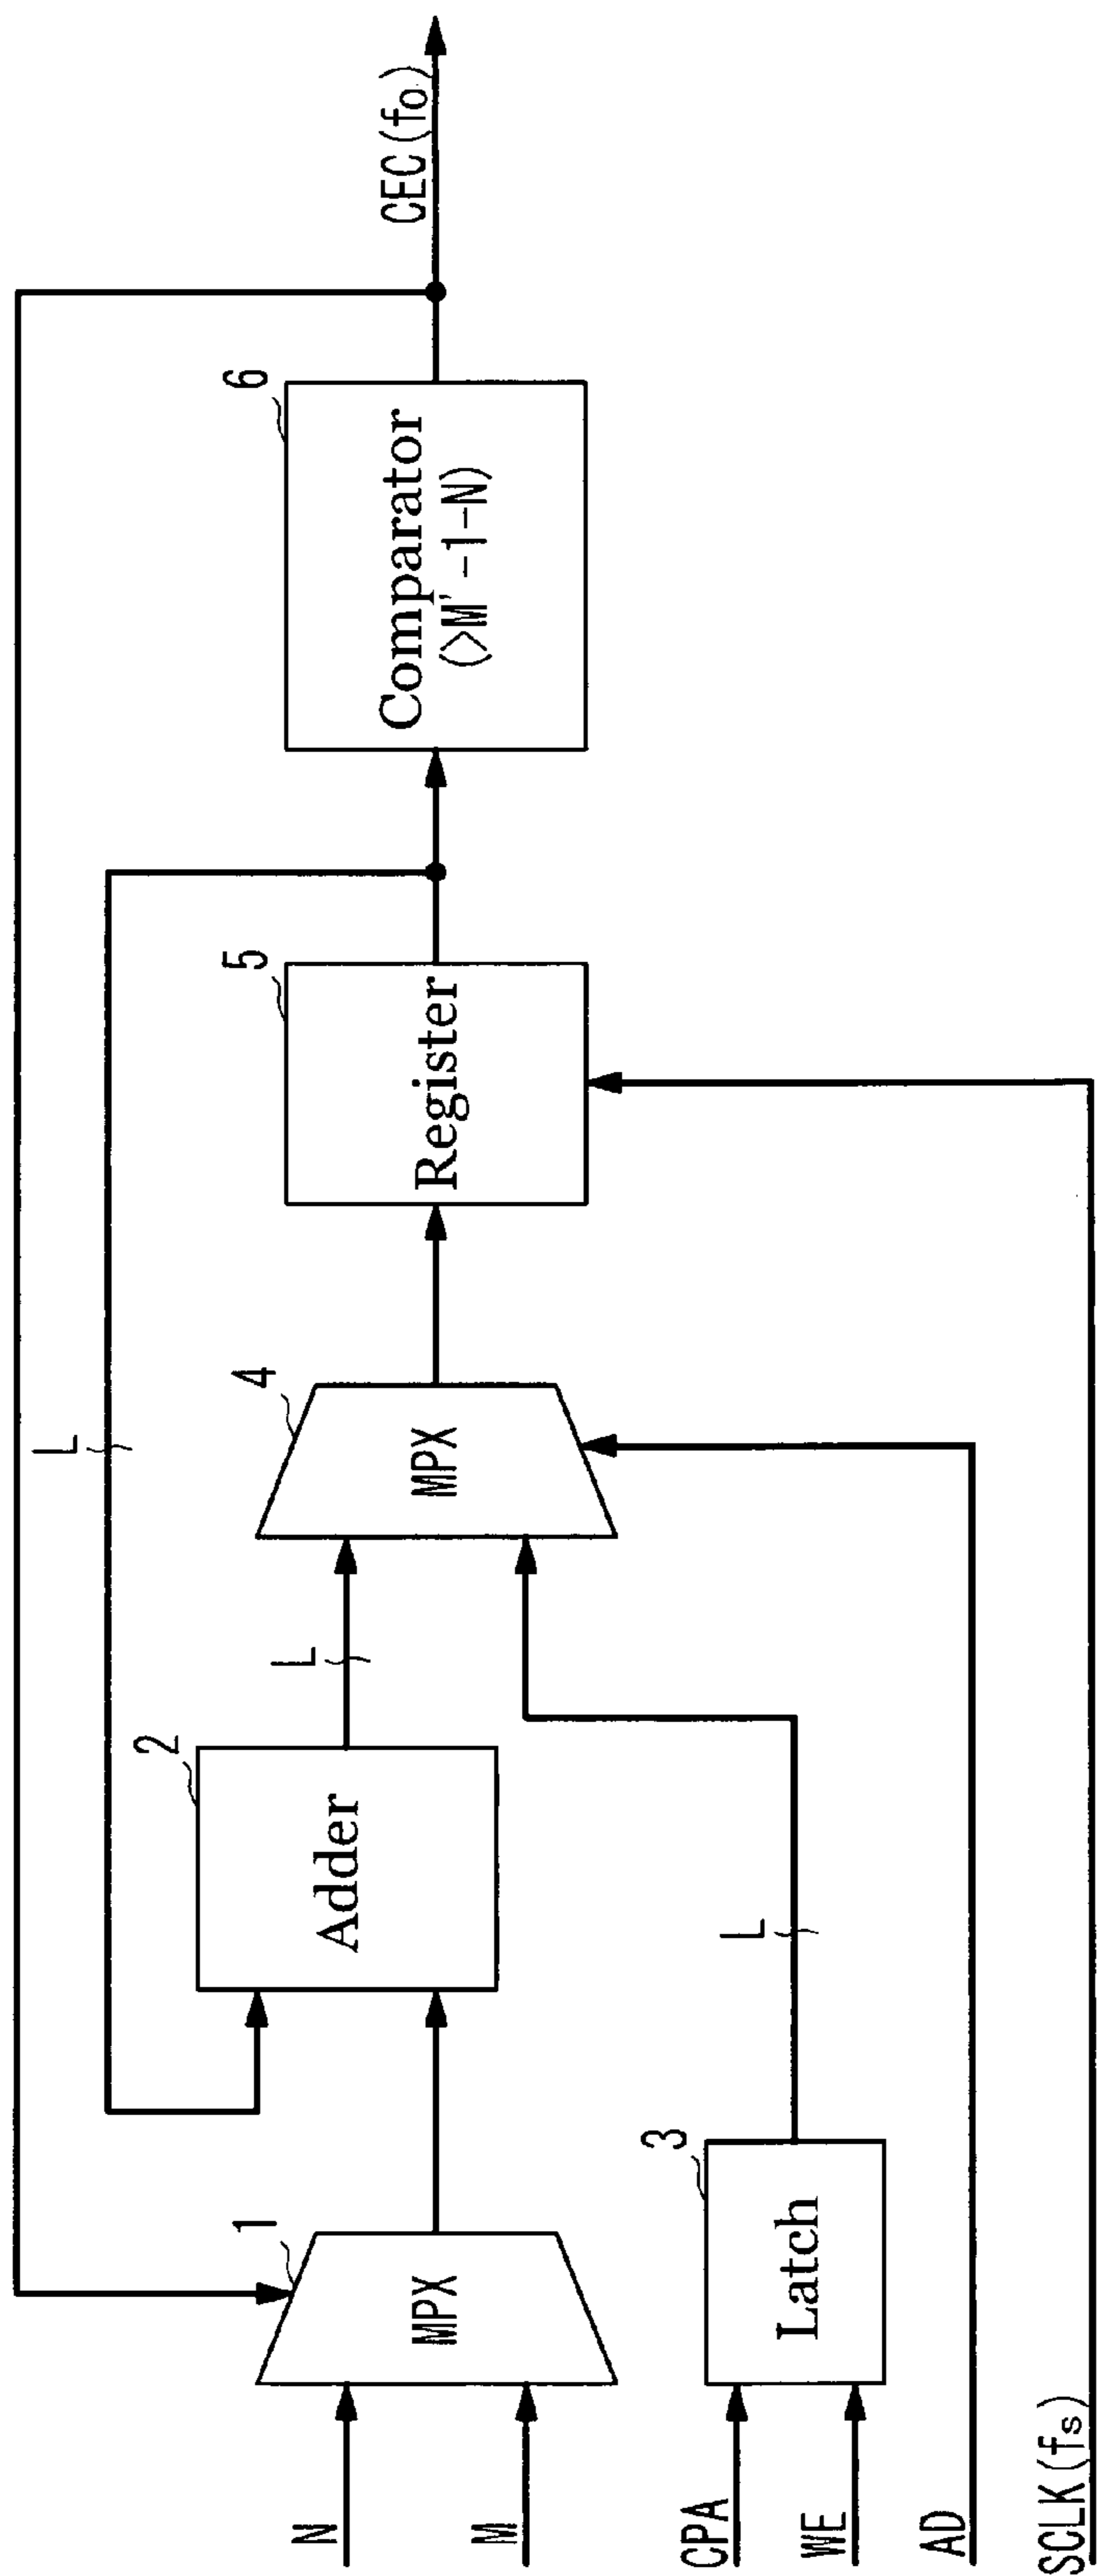 N
M
CPA
WE
AD
SCLK(fs)
1
MPX
3
Latch
2
Adder
L
L
L
4
MPX
5
Register
6
Comparator
(>M'-1-N)
CEC(fo)